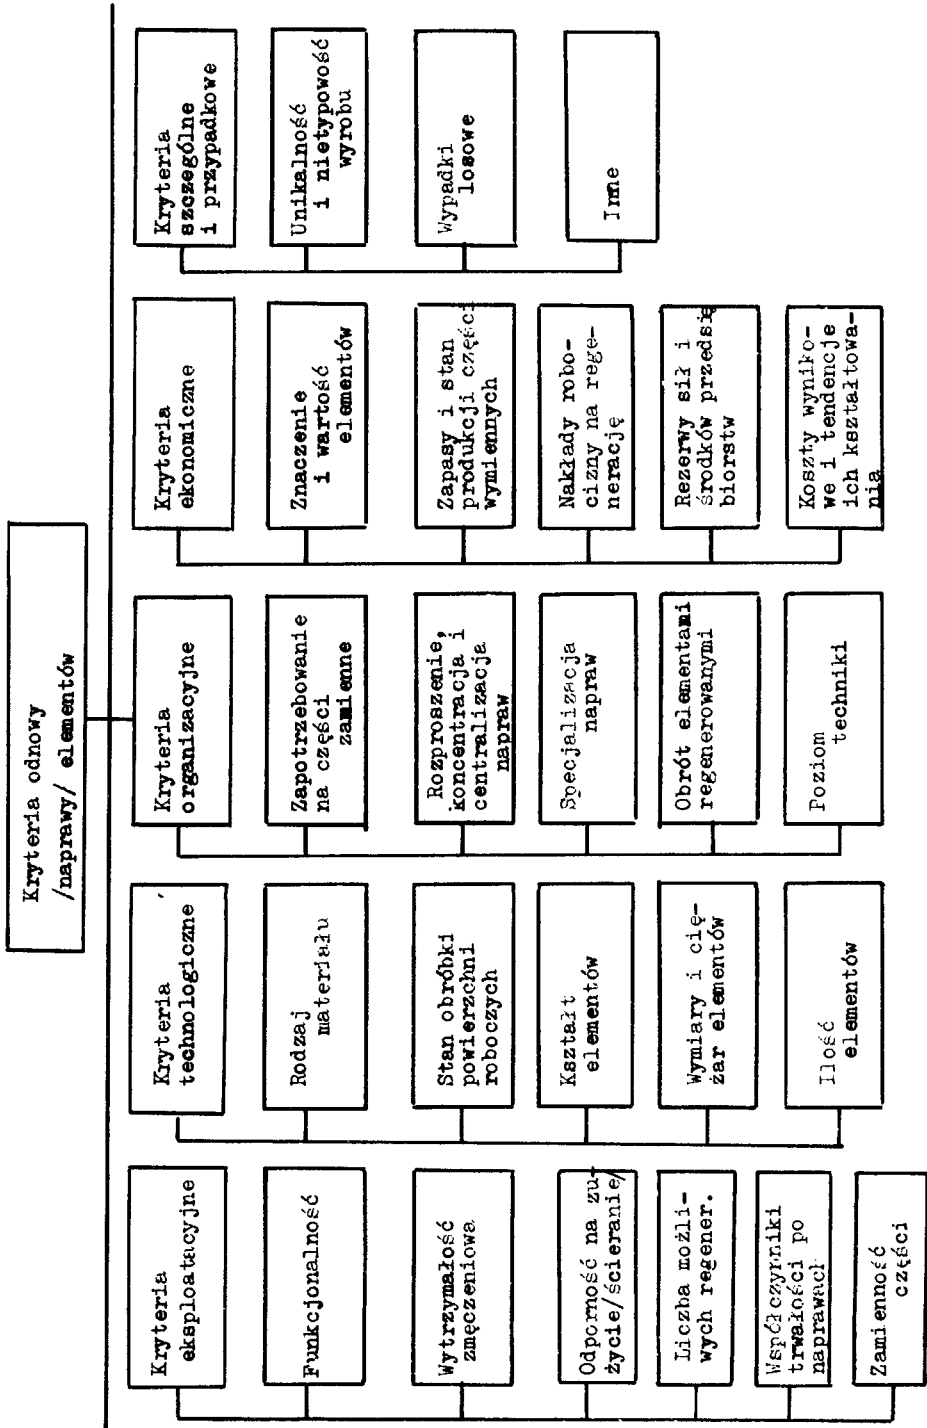 Kryteria odnowy
/naprawy/ elementów
Kryteria
eksploatacyjne
Funkcjonalność
Wytrzymałość
zmęczeniowa
Odporność na zu-
życie/ścieranie/
Liczba możli-
wych regener.
Współczynniki
trwałości po
naprawach
Zamienność
części
Kryteria
technologiczne
Rodzaj
materiału
Stan obróbki
powierzchni
roboczych
Kształt
elementów
Wymiary i cię-
żar elementów
Ilość
elementów
Kryteria
organizacyjne
Zapotrzebowanie
na części
zamienne
Rozproszenie,
koncentracja i
centralizacja
napraw
Specjalizacja
napraw
Obrót elementami
regenerowanymi
Poziom
techniki
Kryteria
ekonomiczne
Znaczenie
i wartość
elementów
Zapasy i stan
produkcji części
wymiennych
Nakłady robo-
cizny na rege-
nerację
Rezerwy sił i
środków przedsię
biorstw
Koszty wyniko-
we i tendencje
ich kształtowa-
nia
Kryteria
szczególne
i przypadkowe
Unikalność
i nietypowość
wyrobu
Wypadki
losowe
Inne